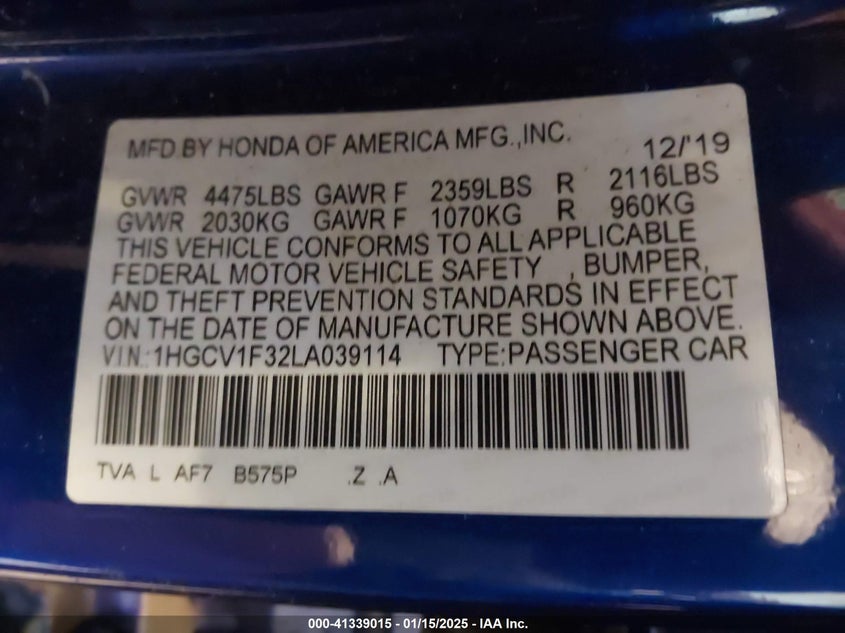 MFD.BY HONDA OF AMERICA MFG.,INC. 12/'19
GVWR 4475LBS GAWR F 2359LBS R 2116LBS
GVWR 2030KG GAWR F 1070KG R 960KG
THIS VEHICLE CONFORMS TO ALL APPLICABLE
FEDERAL MOTOR VEHICLE SAFETY , BUMPER,
AND THEFT PREVENTION STANDARDS IN EFFECT
ON THE DATE OF MANUFACTURE SHOWN ABOVE.
VIN.:1HGCV1F32LA039114 TYPE:PASSENGER CAR
TVA L AF7 B575P .Z .A
000-41339015 - 01/15/2025 - IAA Inc.